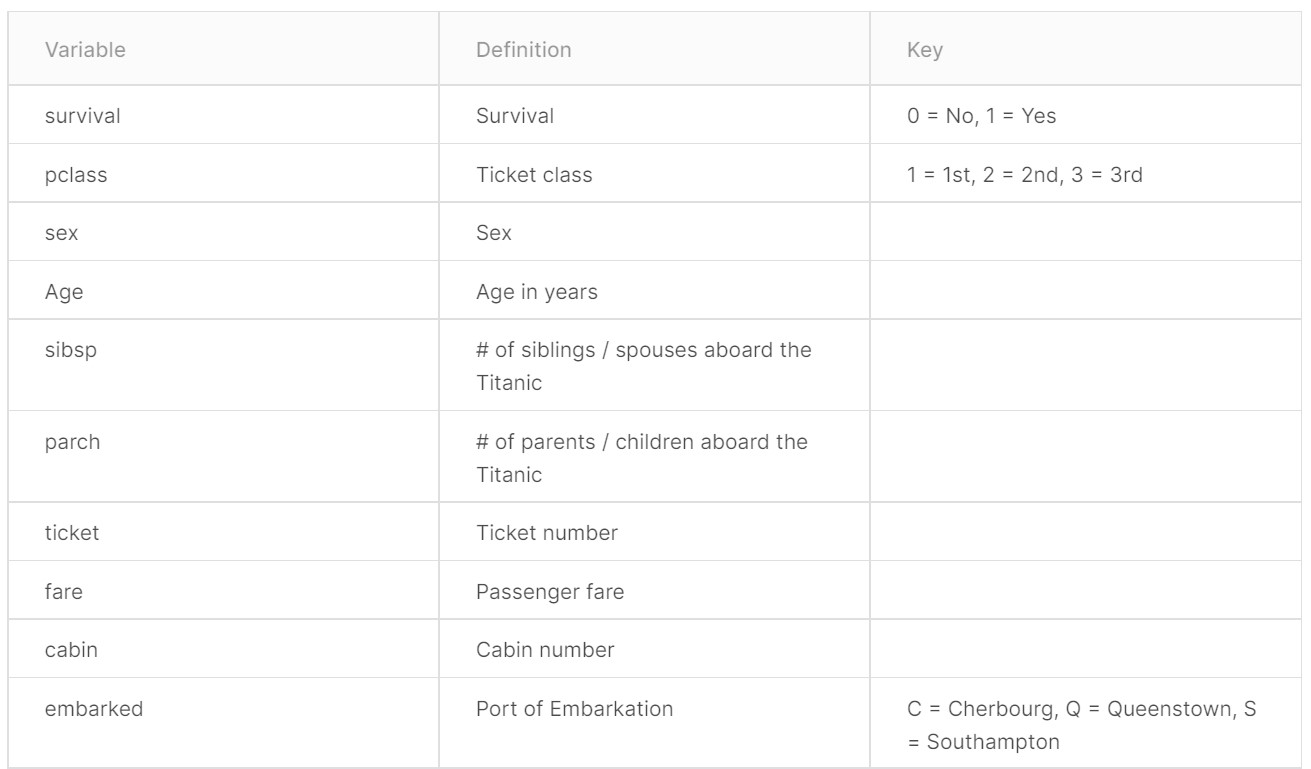 Variable Definition Key
survival Survival 0 = No, 1 = Yes
pclass Ticket class 1 = 1st, 2 = 2nd, 3 = 3rd
sex Sex
Age Age in years
sibsp # of siblings / spouses aboard the
Titanic
parch # of parents / children aboard the
Titanic
ticket Ticket number
fare Passenger fare
cabin Cabin number
embarked Port of Embarkation C = Cherbourg, Q = Queenstown, S
= Southampton